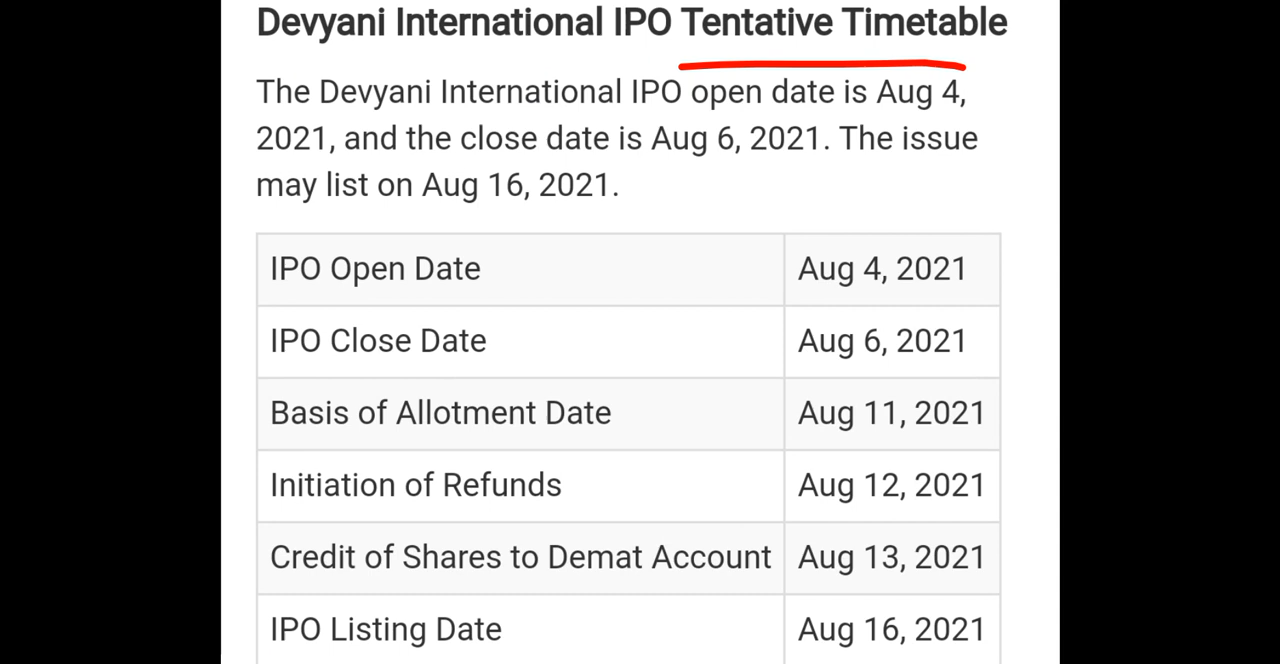 Devyani International IPO Tentative Timetable
The Devyani International IPO open date is Aug 4,
2021, and the close date is Aug 6, 2021. The issue
may list on Aug 16, 2021.
IPO Open Date Aug 4, 2021
IPO Close Date Aug 6, 2021
Basis of Allotment Date Aug 11, 2021
Initiation of Refunds Aug 12, 2021
Credit of Shares to Demat Account Aug 13, 2021
IPO Listing Date Aug 16, 2021